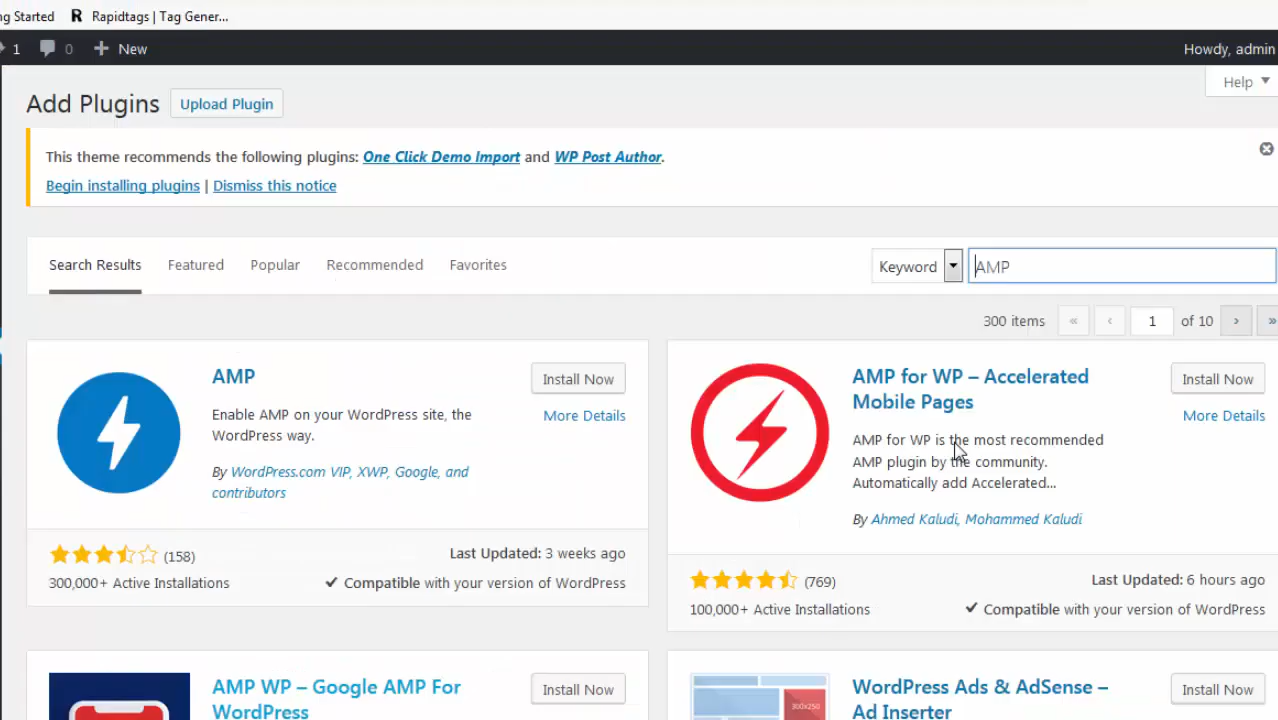 ng Started Rapidtags | Tag Gener...
1 0 New Howdy, admin
Help
Add Plugins Upload Plugin
This theme recommends the following plugins: One Click Demo Import and WP Post Author.
Begin installing plugins | Dismiss this notice
Search Results Featured Popular Recommended Favorites Keyword AMP
300 items « ‹ 1 of 10 › »
AMP
Install Now
More Details
Enable AMP on your WordPress site, the
WordPress way.
By WordPress.com VIP, XWP, Google, and
contributors
(158)
300,000+ Active Installations
Last Updated: 3 weeks ago
Compatible with your version of WordPress
AMP for WP – Accelerated
Mobile Pages
Install Now
More Details
AMP for WP is the most recommended
AMP plugin by the community.
Automatically add Accelerated...
By Ahmed Kaludi, Mohammed Kaludi
(769)
100,000+ Active Installations
Last Updated: 6 hours ago
Compatible with your version of WordPress
AMP WP – Google AMP For
WordPress
Install Now
WordPress Ads & AdSense –
Ad Inserter
Install Now
300x250